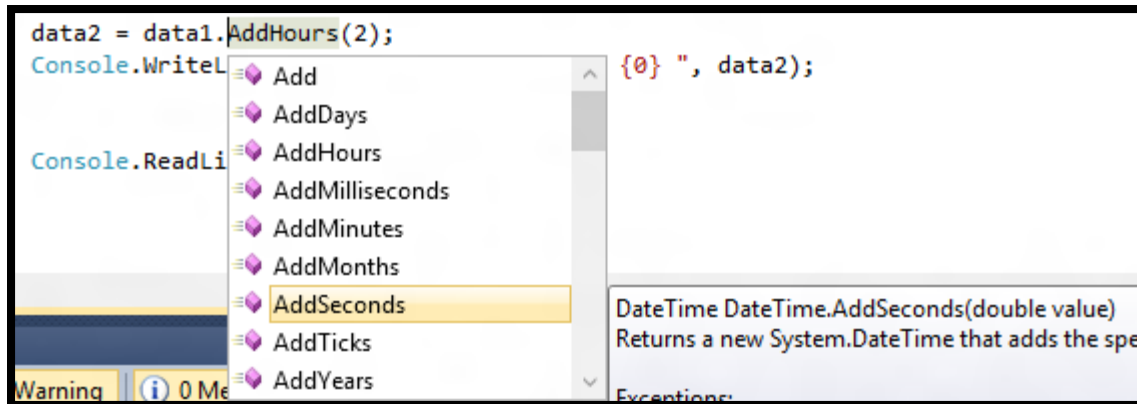 data2 = data1.AddHours(2);
Console.WriteL {0} ", data2);
Add
AddDays
Console.ReadLi
AddHours
AddMilliseconds
AddMinutes
AddMonths
AddSeconds
DateTime DateTime.AddSeconds(double value)
Returns a new System.DateTime that adds the spe
AddTicks
AddYears
Warning
0 Me
Exceptions: